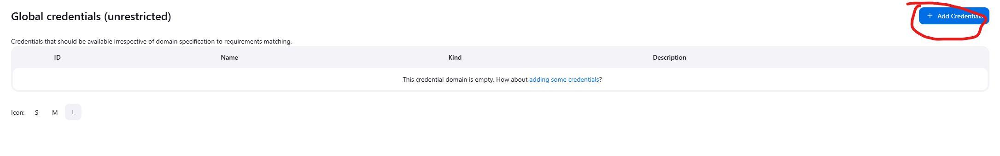 Global credentials (unrestricted)
+ Add Credentials
Credentials that should be available irrespective of domain specification to requirements matching.
ID Name Kind Description
This credential domain is empty. How about adding some credentials?
Icon: S M L